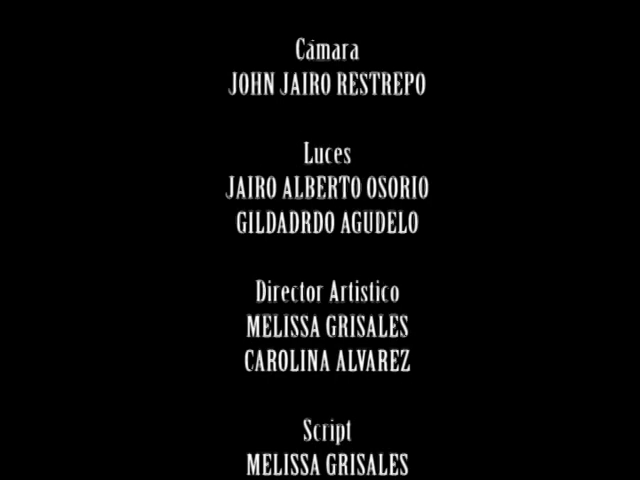 Cámara
JOHN JAIRO RESTREPO
Luces
JAIRO ALBERTO OSORIO
GILDADRDO AGUDELO
Director Artistico
MELISSA GRISALES
CAROLINA ALVAREZ
Script
MELISSA GRISALES